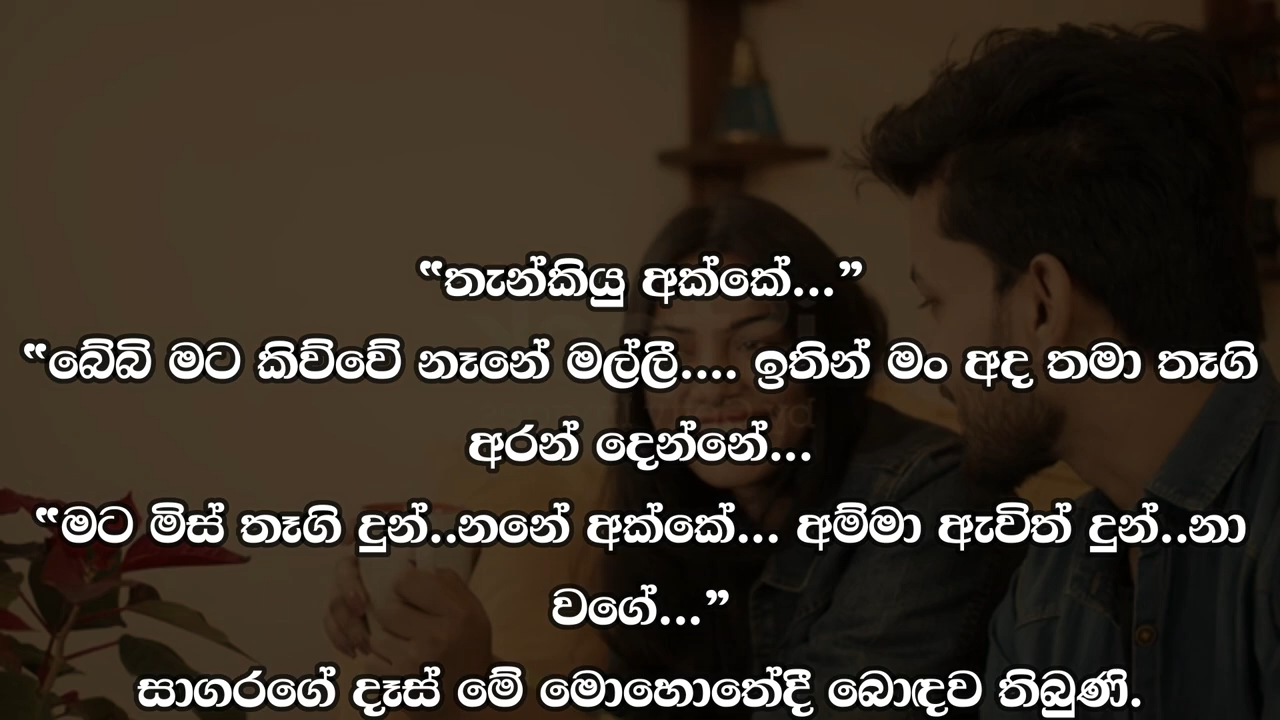 “තැන්කියු අක්කේ...”
“බේබි මට කිව්වේ නෑනේ මල්ලී.... ඉතින් මං අද තමා තෑගි
අරන් දෙන්නේ...
“මට මිස් තෑගි දුන්..නනේ අක්කේ... අම්මා ඇවිත් දුන්..නා
වගේ...”
සාගරගේ දෑස් මේ මොහොතේදී බොඳව තිබුණි.